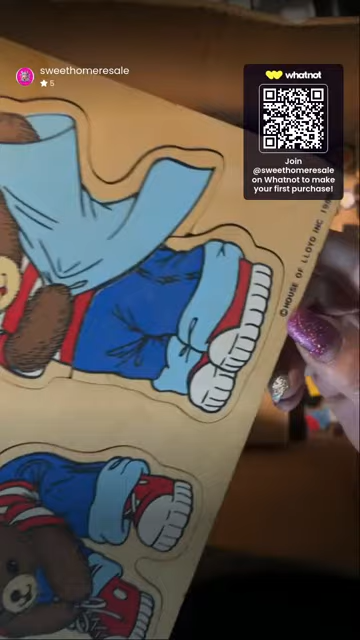 sweethomeresale
★ 5
whatnot
Join
@sweethomeresale
on Whatnot to make
your first purchase!
©HOUSE OF LLOYD INC